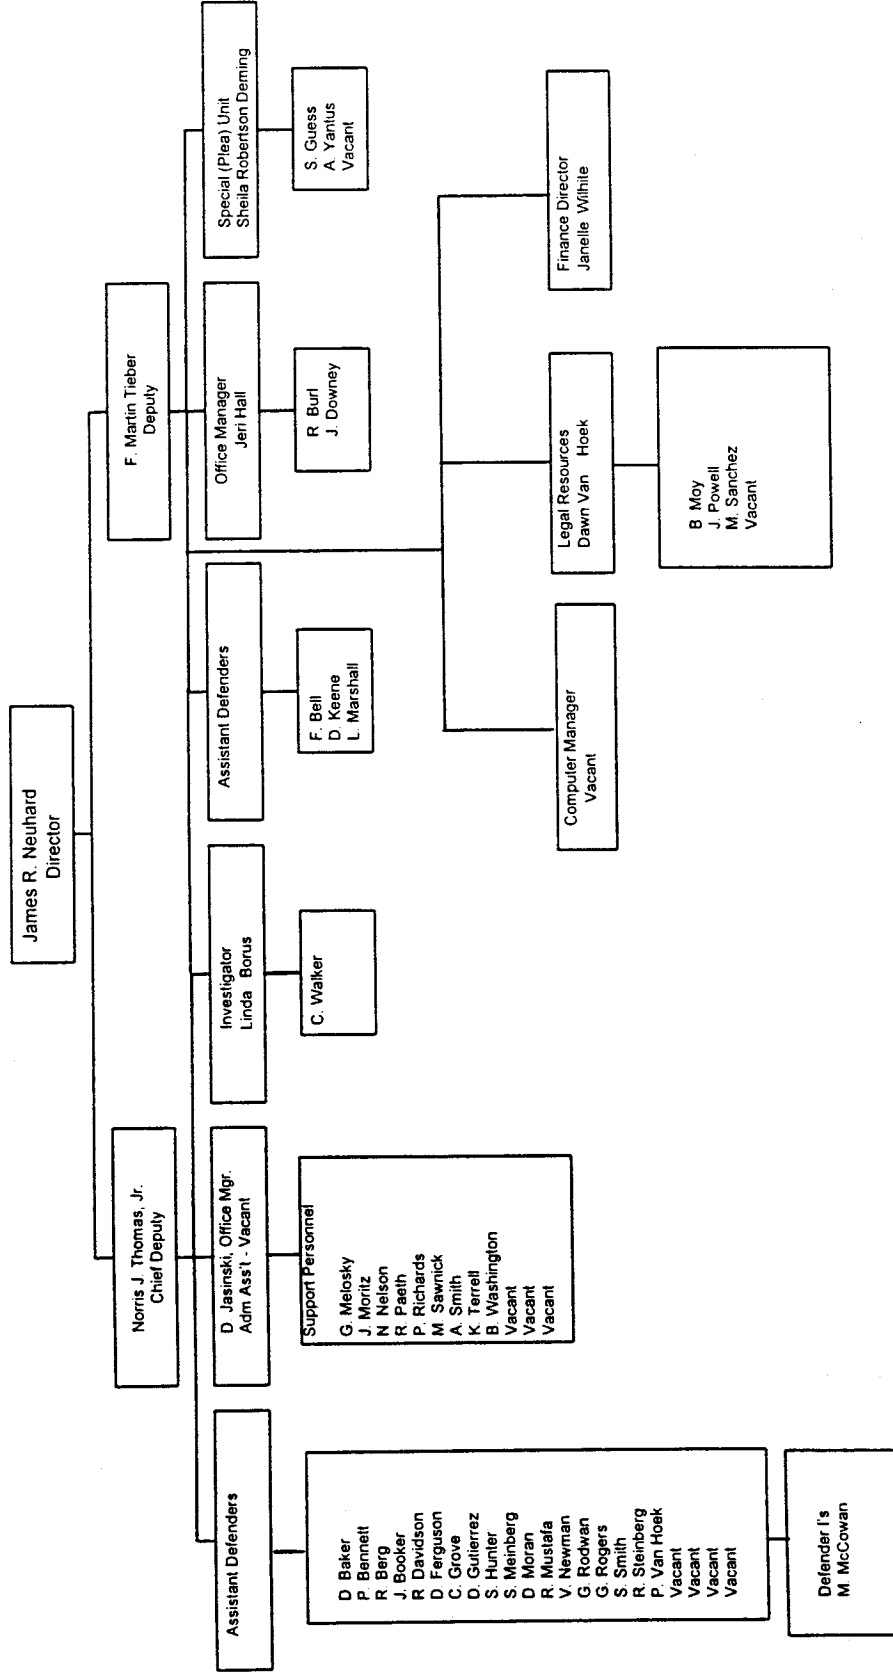 James R. Neuhard
Director
Norris J. Thomas, Jr.
Chief Deputy
F. Martin Tieber
Deputy
Assistant Defenders
D. Jasinski, Office Mgr.
Adm Ass't - Vacant
Investigator
Linda Borus
Assistant Defenders
Office Manager
Jeri Hall
Special (Plea) Unit
Sheila Robertson Deming
D Baker
P. Bennett
R Berg
J. Booker
R Davidson
D. Ferguson
C. Grove
D. Gutierrez
S. Hunter
S. Meinberg
D Moran
R. Mustafa
V. Newman
G. Rodwan
G. Rogers
S. Smith
R. Steinberg
P. Van Hoek
Vacant
Vacant
Vacant
Vacant
Defender I's
M. McCowan
Support Personnel
G. Melosky
J. Moritz
N Nelson
R. Paeth
P. Richards
M. Sawnick
A. Smith
K. Terrell
B. Washington
Vacant
Vacant
Vacant
C. Walker
F. Bell
D. Keene
L. Marshall
R Burl
J. Downey
S. Guess
A. Yantus
Vacant
Computer Manager
Vacant
Legal Resources
Dawn Van Hoek
Finance Director
Janelle Wilhite
B Moy
J. Powell
M. Sanchez
Vacant